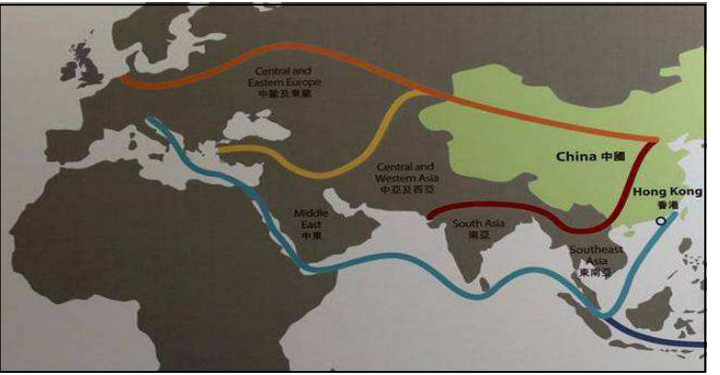 Central and
Eastern Europe
中歐及東歐
China 中國
Central and
Western Asia
中亞及西亞
Hong Kong
香港
Middle
East
中東
South Asia
南亞
Southeast
Asia
東南亞